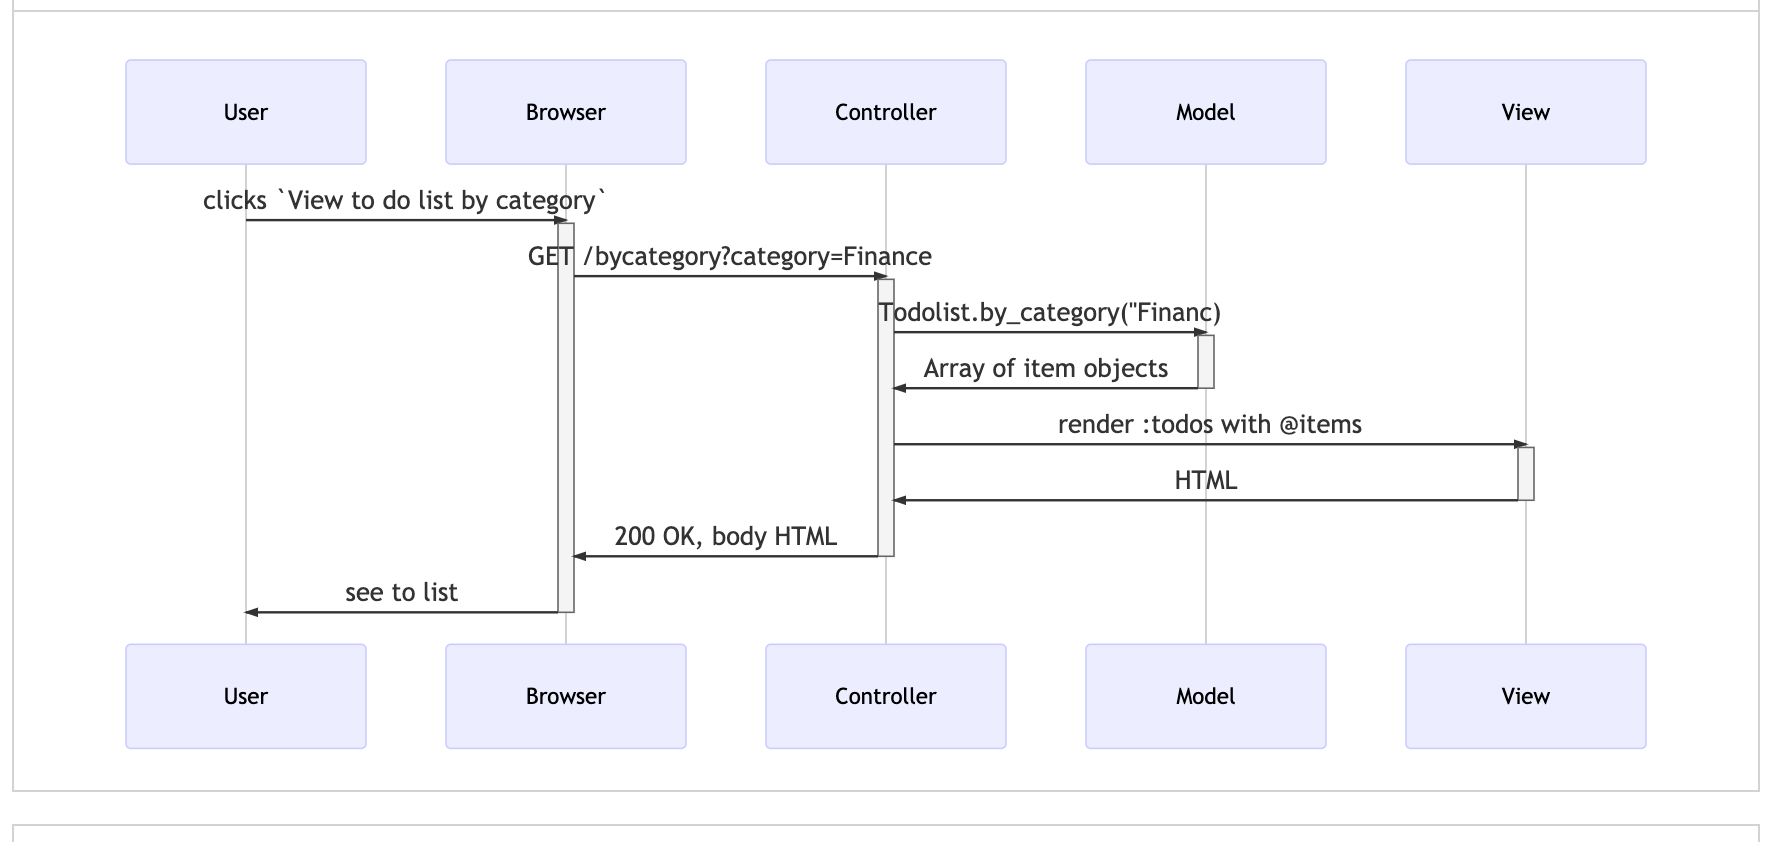 User
Browser
Controller
Model
View
clicks `View to do list by category`
GET /bycategory?category=Finance
Todolist.by_category("Financ)
Array of item objects
render :todos with @items
HTML
200 OK, body HTML
see to list
User
Browser
Controller
Model
View